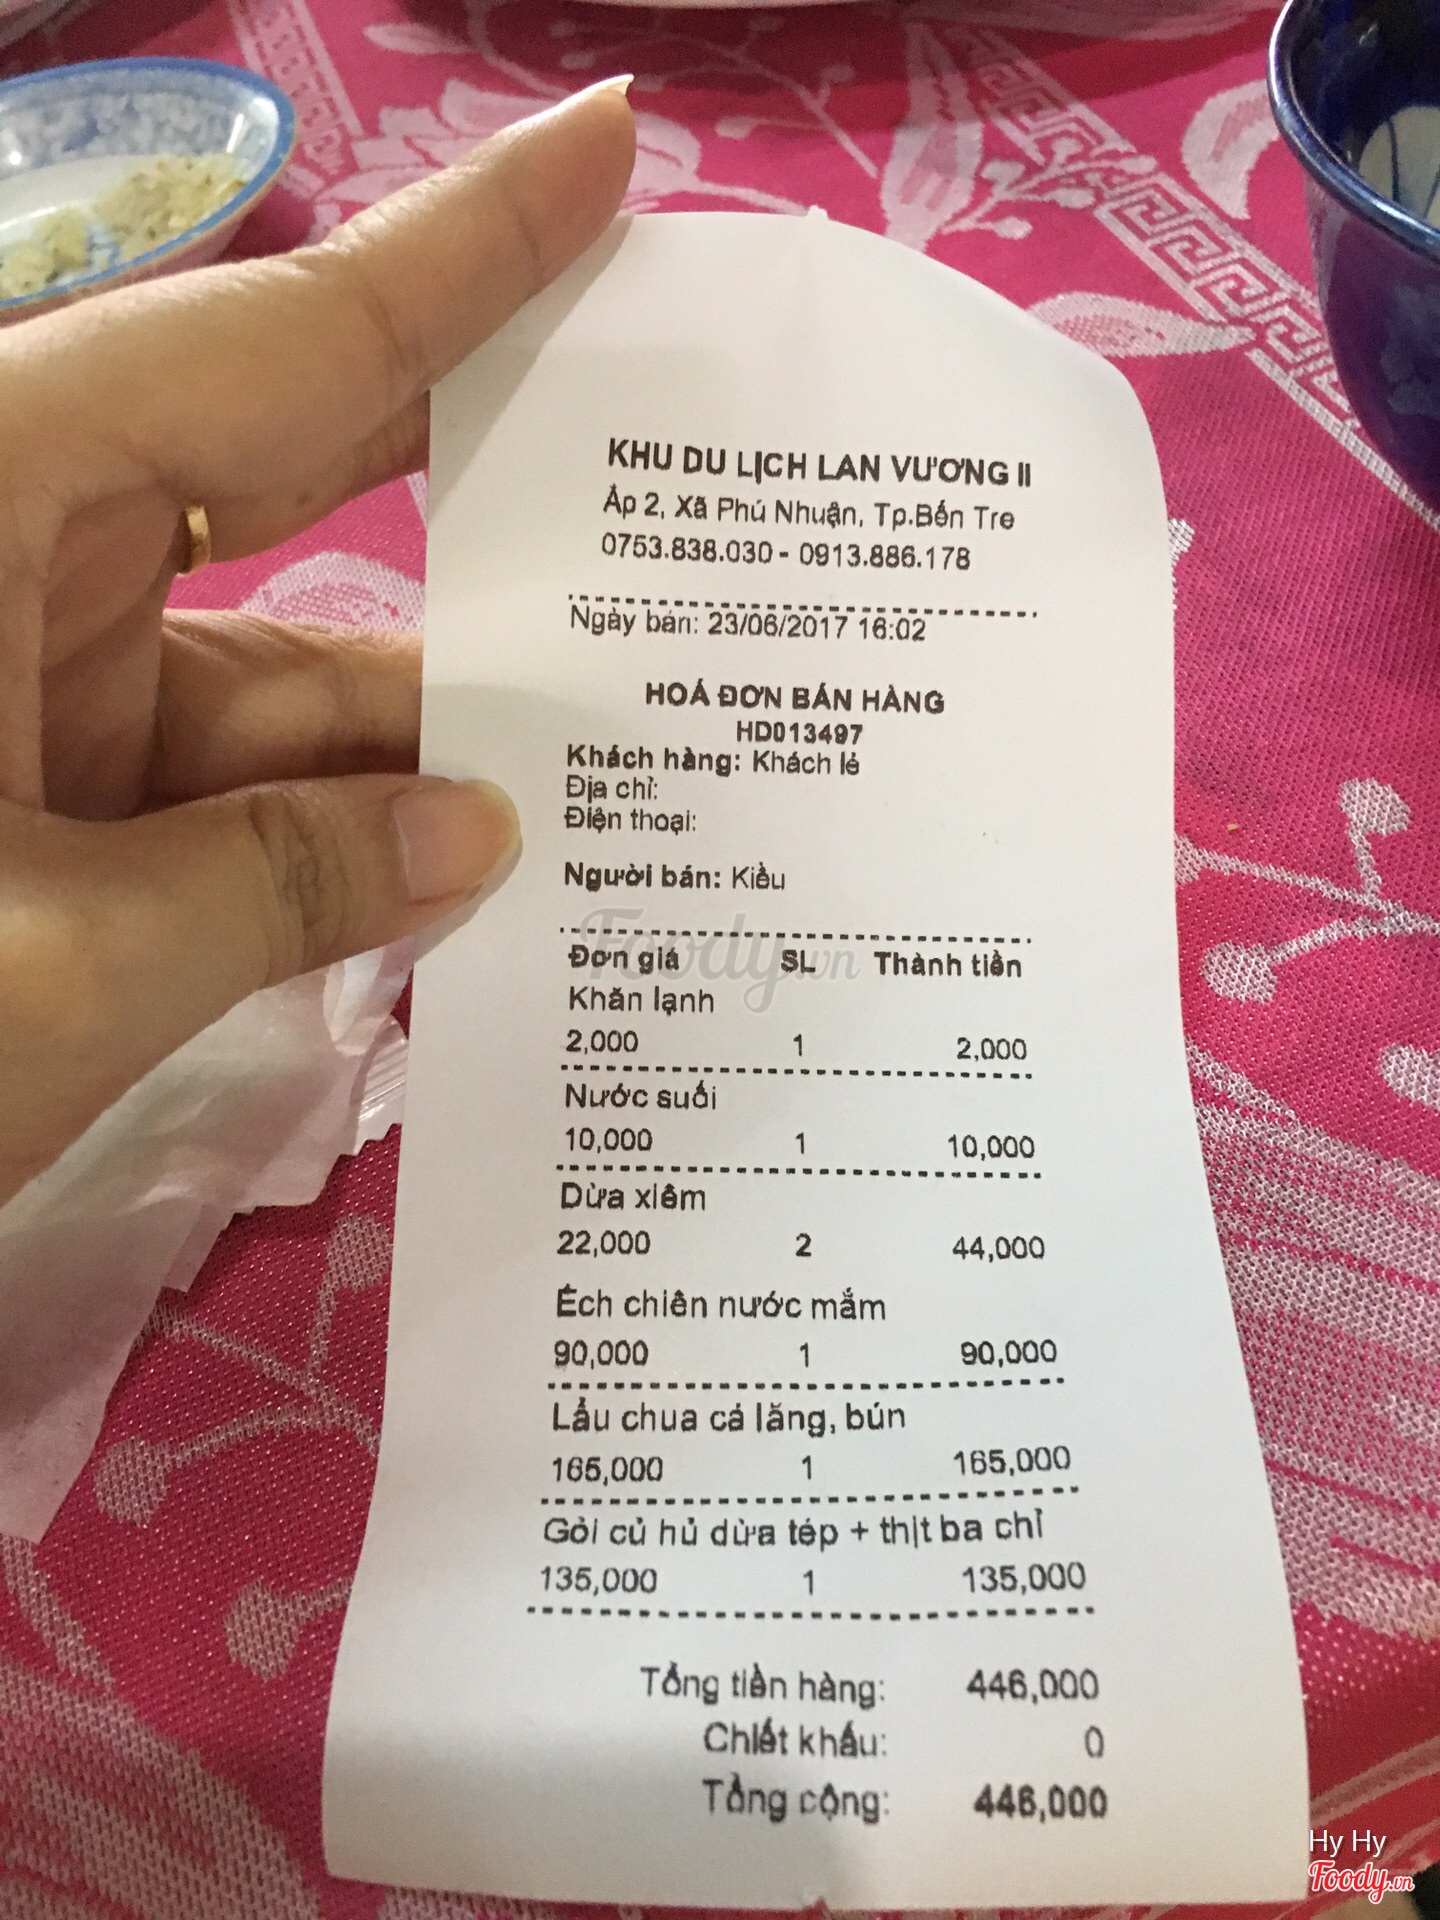 KHU DU LỊCH LAN VƯƠNG II
Ấp 2, Xã Phú Nhuận, Tp.Bến Tre
0753.838.030 - 0913.886.178
Ngày bán: 23/06/2017 16:02
HOÁ ĐƠN BÁN HÀNG
HD013497
Khách hàng: Khách lẻ
Địa chỉ:
Điện thoại:
Người bán: Kiều
Foody.vn
Đơn giá SL Thành tiền
Khăn lạnh
2,000 1 2,000
Nước suối
10,000 1 10,000
Dừa xiêm
22,000 2 44,000
Ếch chiên nước mắm
90,000 1 90,000
Lẩu chua cá lăng, bún
165,000 1 165,000
Gỏi củ hủ dừa tép + thịt ba chỉ
135,000 1 135,000
Tổng tiền hàng: 446,000
Chiết khấu: 0
Tổng cộng: 446,000
Hy Hy
Foody.vn